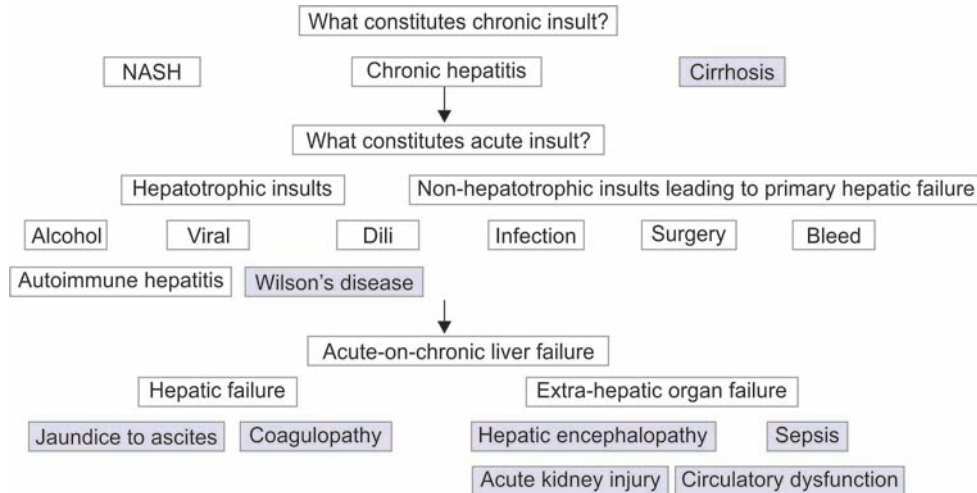 What constitutes chronic insult?
NASH
Chronic hepatitis
Cirrhosis
What constitutes acute insult?
Hepatotrophic insults
Non-hepatotrophic insults leading to primary hepatic failure
Alcohol
Viral
Dili
Infection
Surgery
Bleed
Autoimmune hepatitis
Wilson's disease
Acute-on-chronic liver failure
Hepatic failure
Extra-hepatic organ failure
Jaundice to ascites
Coagulopathy
Hepatic encephalopathy
Sepsis
Acute kidney injury
Circulatory dysfunction